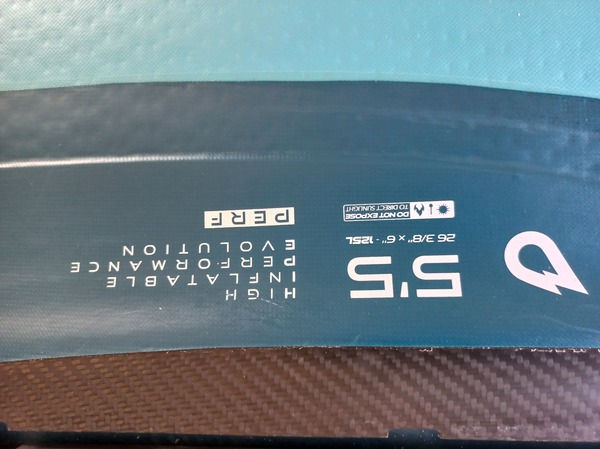 5'5
26 3/8" x 6" - 125L
DO NOT EXPOSE
TO DIRECT SUNLIGHT
HIGH
INFLATABLE
PERFORMANCE
EVOLUTION
PERF